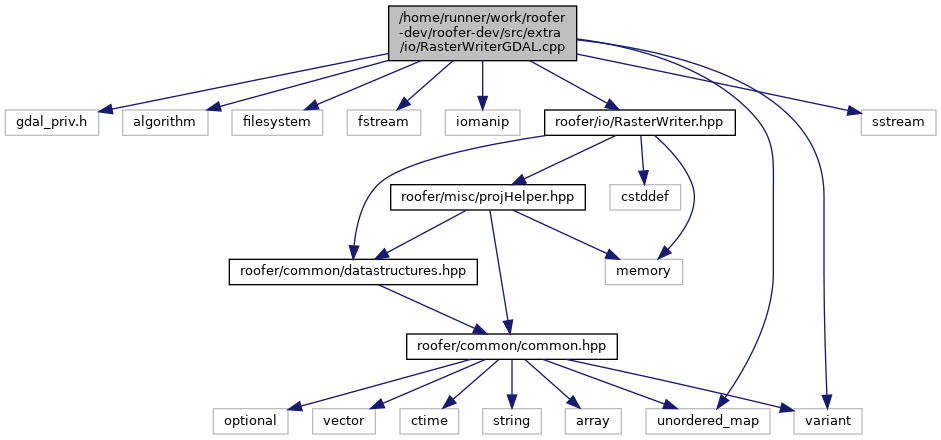 /home/runner/work/roofer
-dev/roofer-dev/src/extra
/io/RasterWriterGDAL.cpp
gdal_priv.h
algorithm
filesystem
fstream
iomanip
roofer/io/RasterWriter.hpp
sstream
roofer/misc/projHelper.hpp
cstddef
roofer/common/datastructures.hpp
memory
roofer/common/common.hpp
optional
vector
ctime
string
array
unordered_map
variant